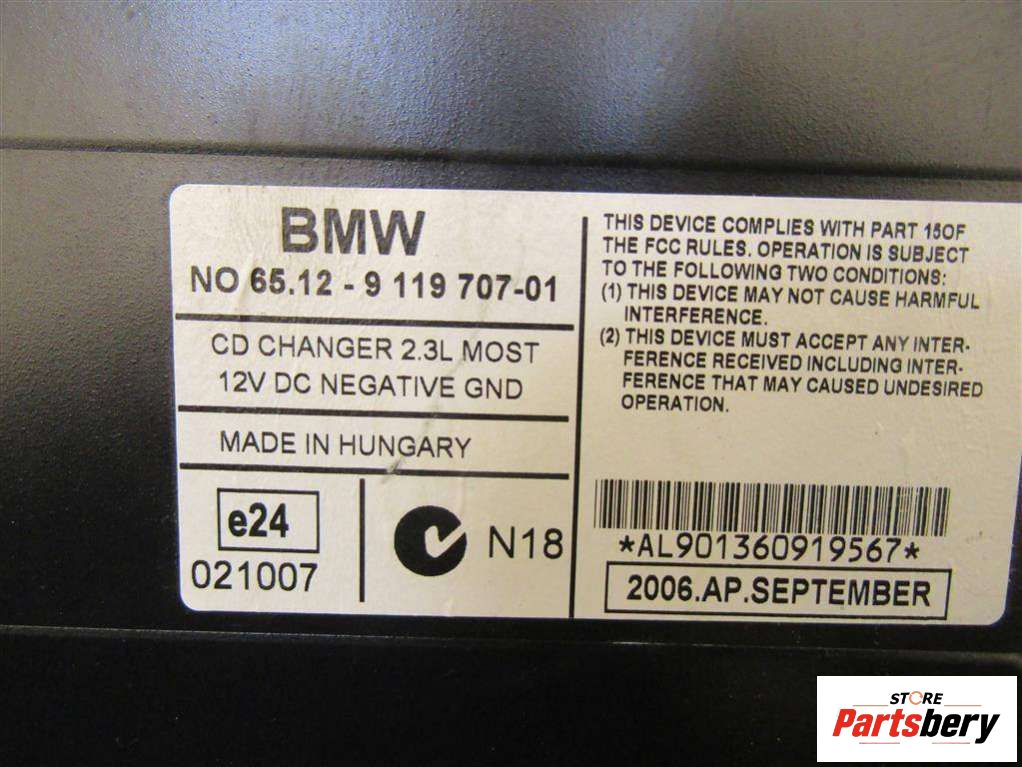 BMW
NO 65.12 - 9 119 707-01
CD CHANGER 2.3L MOST
12V DC NEGATIVE GND
MADE IN HUNGARY
e24
021007
N18
THIS DEVICE COMPLIES WITH PART 15OF
THE FCC RULES. OPERATION IS SUBJECT
TO THE FOLLOWING TWO CONDITIONS:
(1) THIS DEVICE MAY NOT CAUSE HARMFUL
INTERFERENCE.
(2) THIS DEVICE MUST ACCEPT ANY INTER-
FERENCE RECEIVED INCLUDING INTER-
FERENCE THAT MAY CAUSED UNDESIRED
OPERATION.
*AL901360919567*
2006.AP.SEPTEMBER
STORE
Partsbery